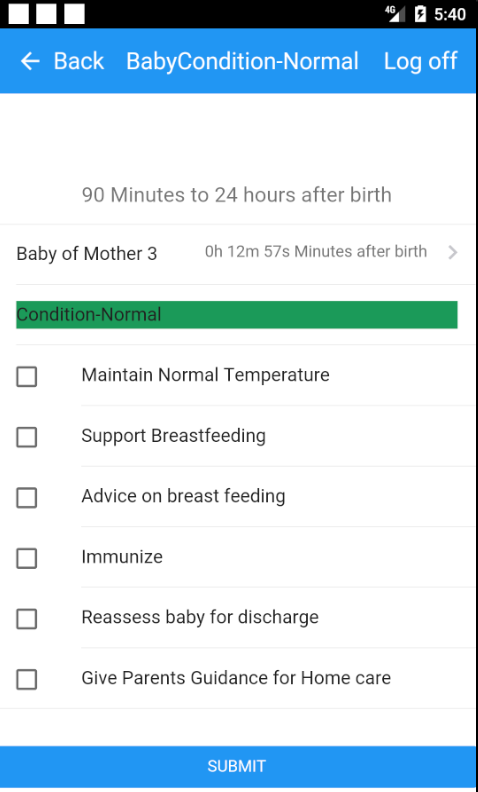 4G 5:40
Back BabyCondition-Normal Log off
90 Minutes to 24 hours after birth
Baby of Mother 3 0h 12m 57s Minutes after birth
Condition-Normal
Maintain Normal Temperature
Support Breastfeeding
Advice on breast feeding
Immunize
Reassess baby for discharge
Give Parents Guidance for Home care
SUBMIT